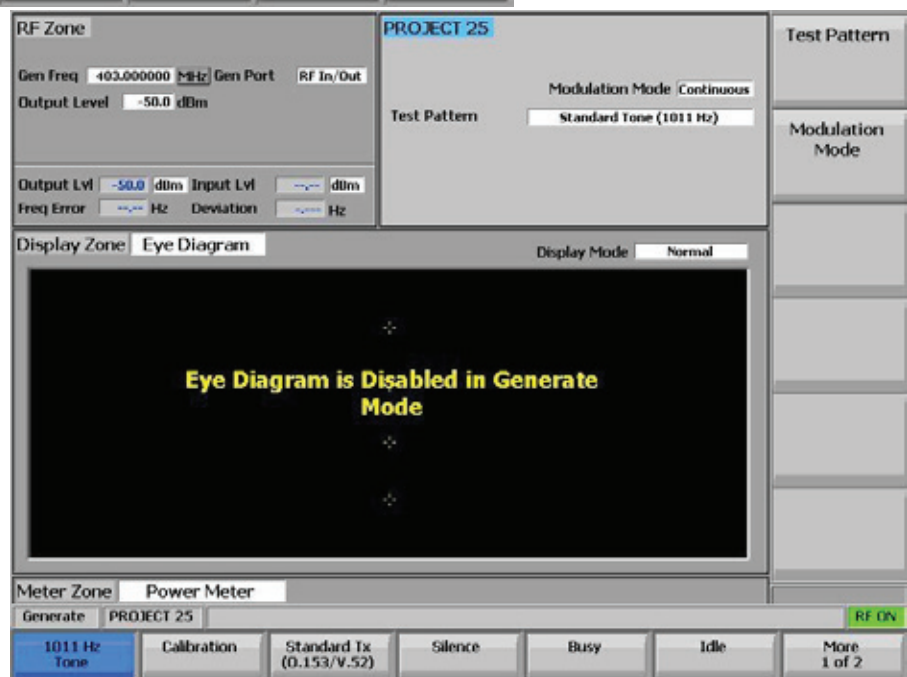 RF Zone
Gen Freq 403.000000 MHz Gen Port RF In/Out
Output Level -50.0 dBm
Output Lvl -50.0 dBm Input Lvl --.-- dBm
Freq Error --.-- Hz Deviation -.--- Hz
PROJECT 25
Modulation Mode Continuous
Test Pattern Standard Tone (1011 Hz)
Test Pattern
Modulation
Mode
Display Zone Eye Diagram
Display Mode Normal
Eye Diagram is Disabled in Generate
Mode
Meter Zone Power Meter
Generate PROJECT 25
RF ON
1011 Hz
Tone
Calibration
Standard Tx
(O.153/V.52)
Silence
Busy
Idle
More
1 of 2